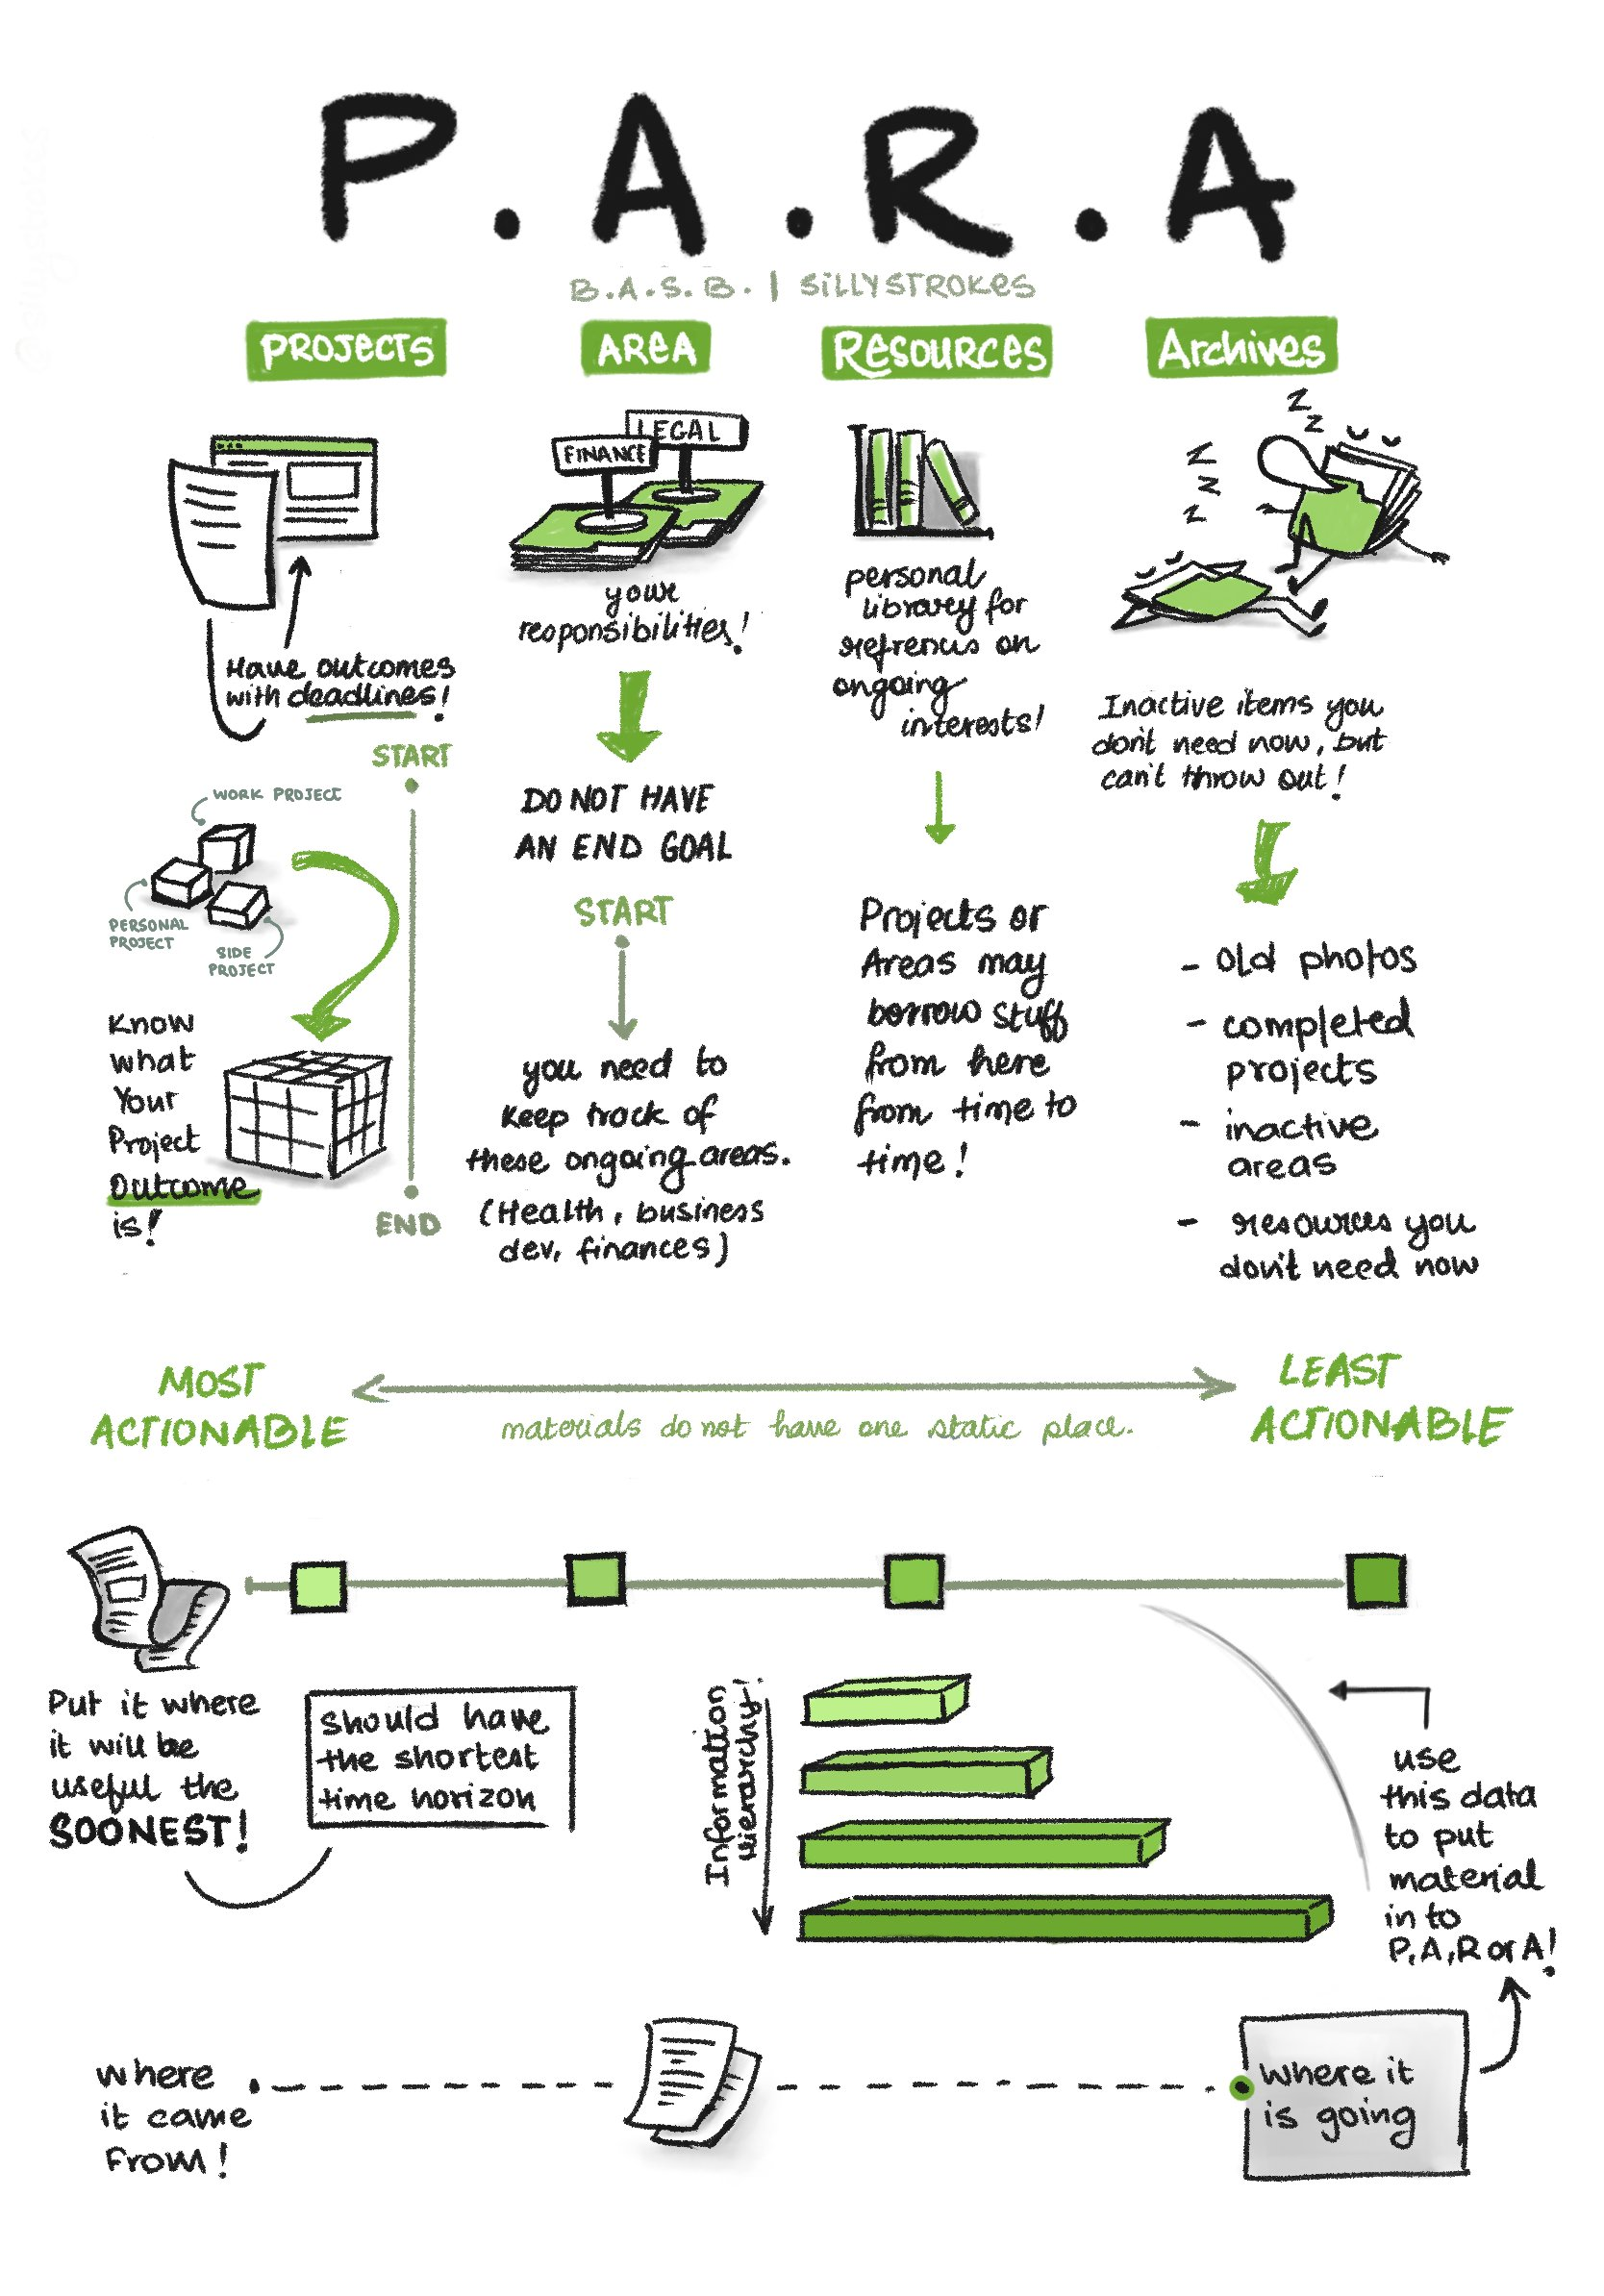 P.A.R.A
B.A.S.B. | SiLLYSTROKeS
PROJECTS
AREA
RESOURCES
Archives
LEGAL
FINANCE
Have outcomes
with deadlines!
START
WORK PROJECT
PERSONAL
PROJECT
SIDE
PROJECT
Know
what
Your
Project
Outcome
is!
END
your
responsibilities!
DO NOT HAVE
AN END GOAL
START
you need to
keep track of
these ongoing areas.
(Health, business
dev, finances)
personal
library for
refrences on
ongoing
interests!
Projects or
Areas may
borrow stuff
from here
from time to
time!
Z
Z
Z
Z
Z
Inactive items you
don't need now, but
can't throw out!
- old photos
- completed
projects
- inactive
areas
- resources you
don't need now
MOST
ACTIONABLE
materials do not have one static place.
LEAST
ACTIONABLE
Put it where
it will be
useful the
SOONEST!
should have
the shortest
time horizon
Information
Hierarchy!
use
this data
to put
material
in to
P,A,R or A!
where
it came
from!
where it
is going
@sillystrokes